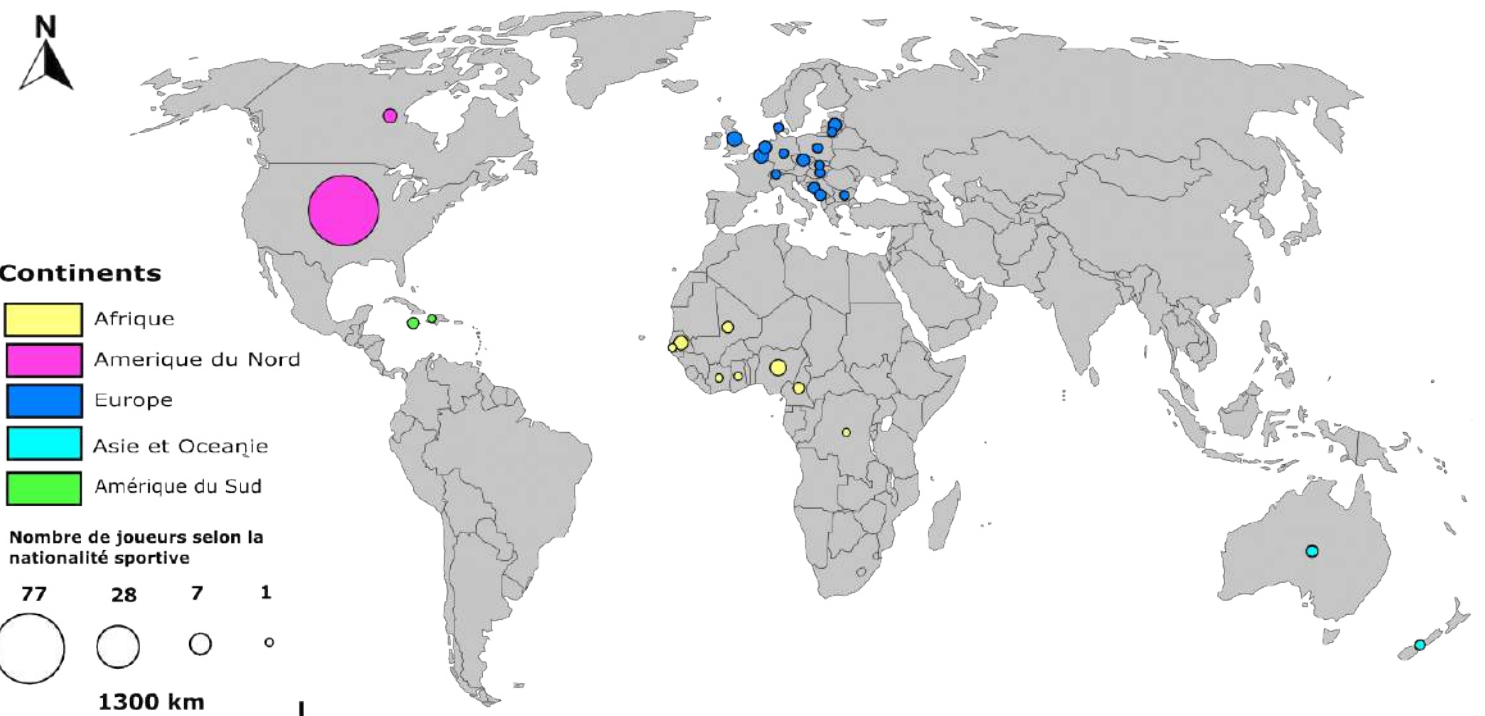 N
Continents
Afrique
Amerique du Nord
Europe
Asie et Oceanie
Amérique du Sud
Nombre de joueurs selon la
nationalité sportive
77 28 7 1
1300 km